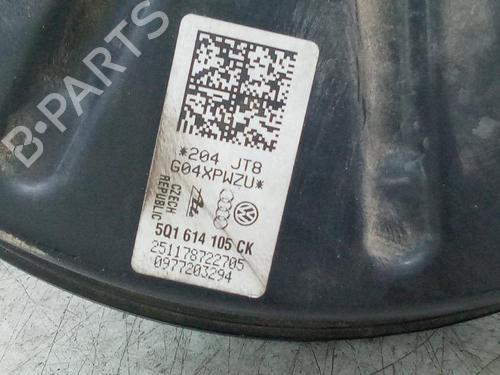 B-PARTS
*204 JT8
G04XPWZU*
CZECH
REPUBLIC
5Q1 614 105 CK
251178722705
0977203294